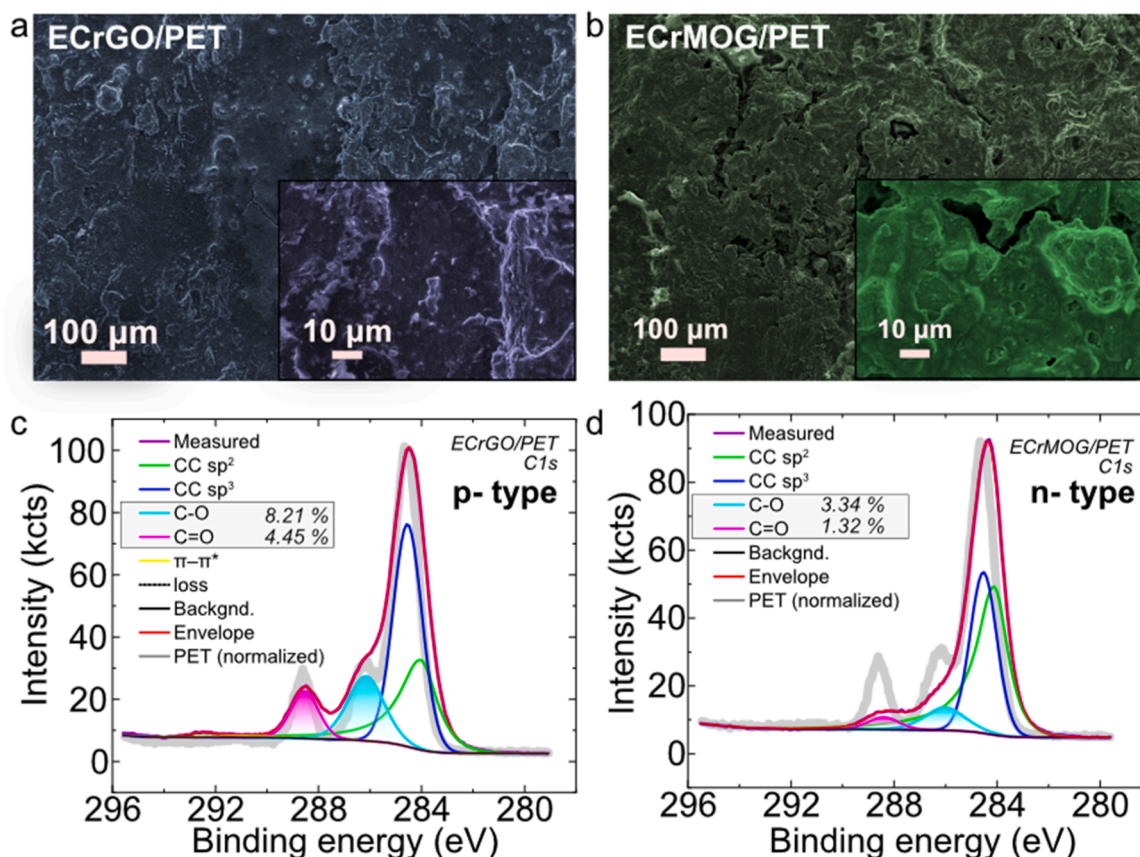 a
ECrGO/PET
100 µm
10 µm
b
ECrMOG/PET
100 µm
10 µm
c
Measured
CC sp²
CC sp³
C-O 8.21 %
C=O 4.45 %
π–π*
loss
Backgnd.
Envelope
PET (normalized)
ECrGO/PET
C1s
p- type
100
80
60
40
20
0
Intensity (kcts)
296 292 288 284 280
Binding energy (eV)
d
Measured
CC sp²
CC sp³
C-O 3.34 %
C=O 1.32 %
Backgnd.
Envelope
PET (normalized)
ECrMOG/PET
C1s
n- type
100
80
60
40
20
0
Intensity (kcts)
296 292 288 284 280
Binding energy (eV)